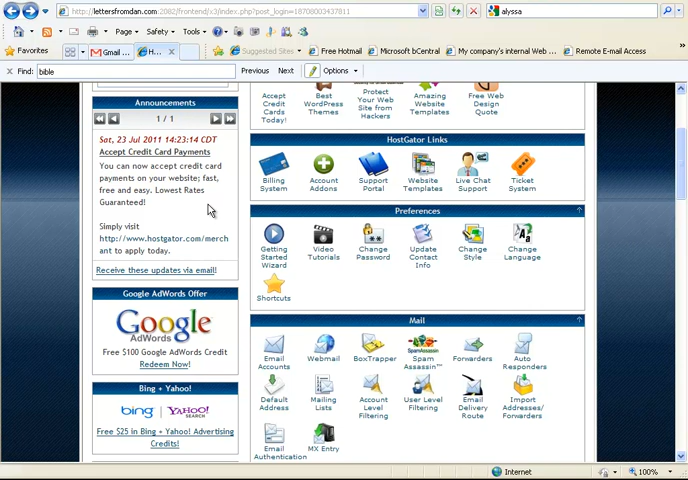 http://lettersfromdan.com:2082/frontend/x3/index.php?post_login=18708003437811
alyssa
Page
Safety
Tools
Favorites
Gmail ...
H...
Suggested Sites
Free Hotmail
Microsoft bCentral
My company's internal Web ...
Remote E-mail Access
Find: bible
Previous Next Options
Announcements
1 / 1
Sat, 23 Jul 2011 14:23:14 CDT
Accept Credit Card Payments
You can now accept credit card
payments on your website; fast,
free and easy. Lowest Rates
Guaranteed!
Simply visit
http://www.hostgator.com/merch
ant to apply today.
Receive these updates via email!
Google AdWords Offer
Google
AdWords
Free $100 Google AdWords Credit
Redeem Now!
Bing + Yahoo!
bing | YAHOO!
SEARCH
Free $25 in Bing + Yahoo! Advertising
Credits!
Accept
Credit
Cards
Today!
Best
WordPress
Themes
Protect
Your Web
Site from
Hackers
Amazing
Website
Templates
Free Web
Design
Quote
HostGator Links
Billing
System
Account
Addons
Support
Portal
Website
Templates
Live Chat
Support
Ticket
System
Preferences
Getting
Started
Wizard
Video
Tutorials
Change
Password
Update
Contact
Info
Change
Style
Change
Language
Shortcuts
Mail
Email
Accounts
Webmail
BoxTrapper
Spam
Assassin™
Forwarders
Auto
Responders
Default
Address
Mailing
Lists
Account
Level
Filtering
User Level
Filtering
Email
Delivery
Route
Import
Addresses/
Forwarders
Email
Authentication
MX Entry
Internet
100%